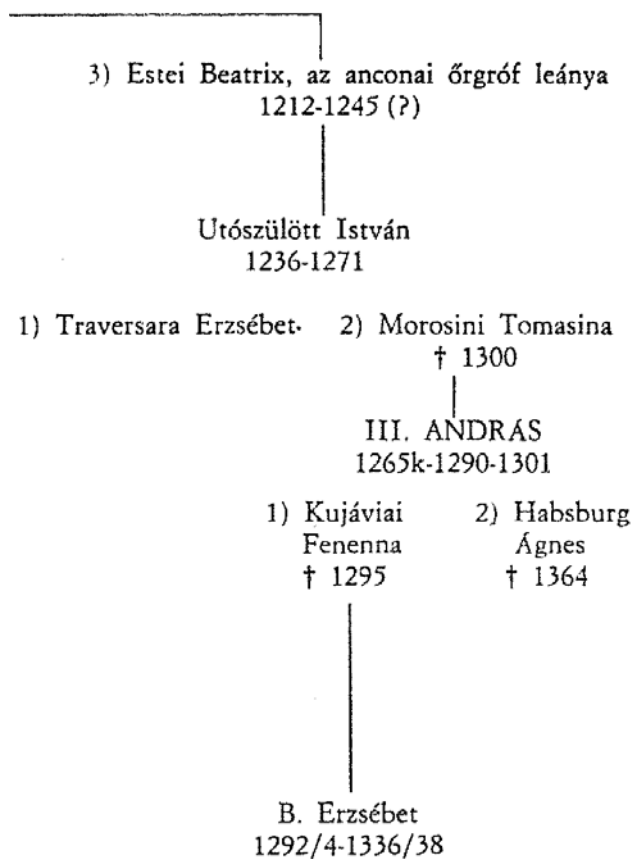 3) Estei Beatrix, az anconai őrgróf leánya
1212-1245 (?)
Utószülött István
1236-1271
1) Traversara Erzsébet. 2) Morosini Tomasina
† 1300
III. ANDRÁS
1265k-1290-1301
1) Kujáviai 2) Habsburg
Fenenna Ágnes
† 1295 † 1364
B. Erzsébet
1292/4-1336/38